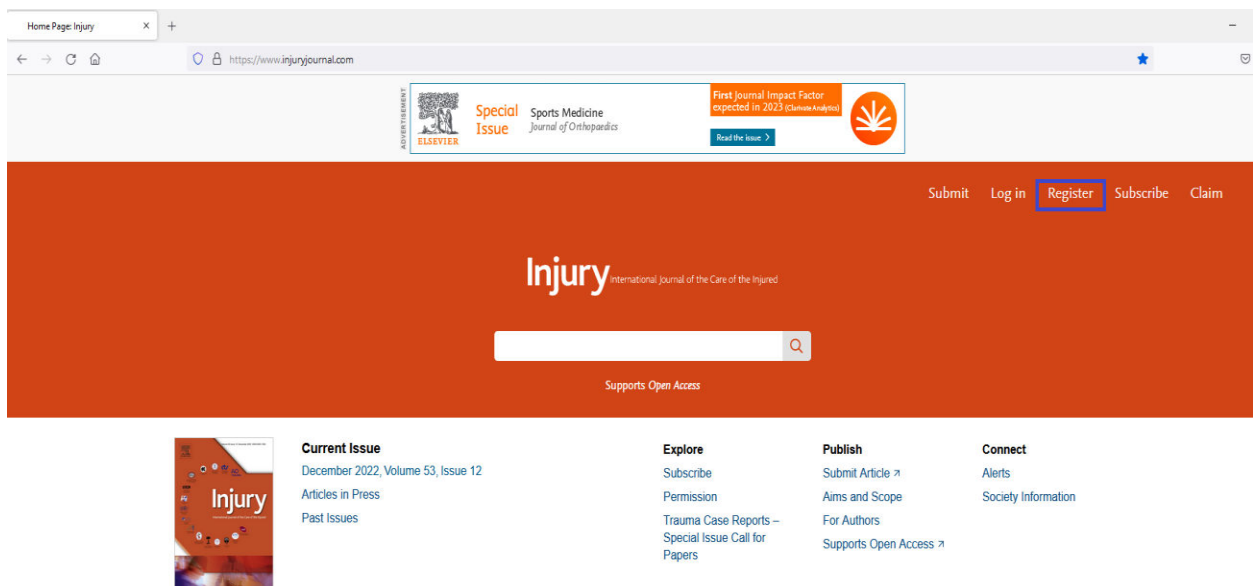 Home Page: Injury
https://www.injuryjournal.com
ADVERTISEMENT
ELSEVIER
Special
Issue
Sports Medicine
Journal of Orthopaedics
First Journal Impact Factor
expected in 2023 (Clarivate Analytics)
Read the issue >
Submit Log in Register Subscribe Claim
Injury International Journal of the Care of the Injured
Supports Open Access
Injury
Current Issue
December 2022, Volume 53, Issue 12
Articles in Press
Past Issues
Explore
Subscribe
Permission
Trauma Case Reports –
Special Issue Call for
Papers
Publish
Submit Article ↗
Aims and Scope
For Authors
Supports Open Access ↗
Connect
Alerts
Society Information